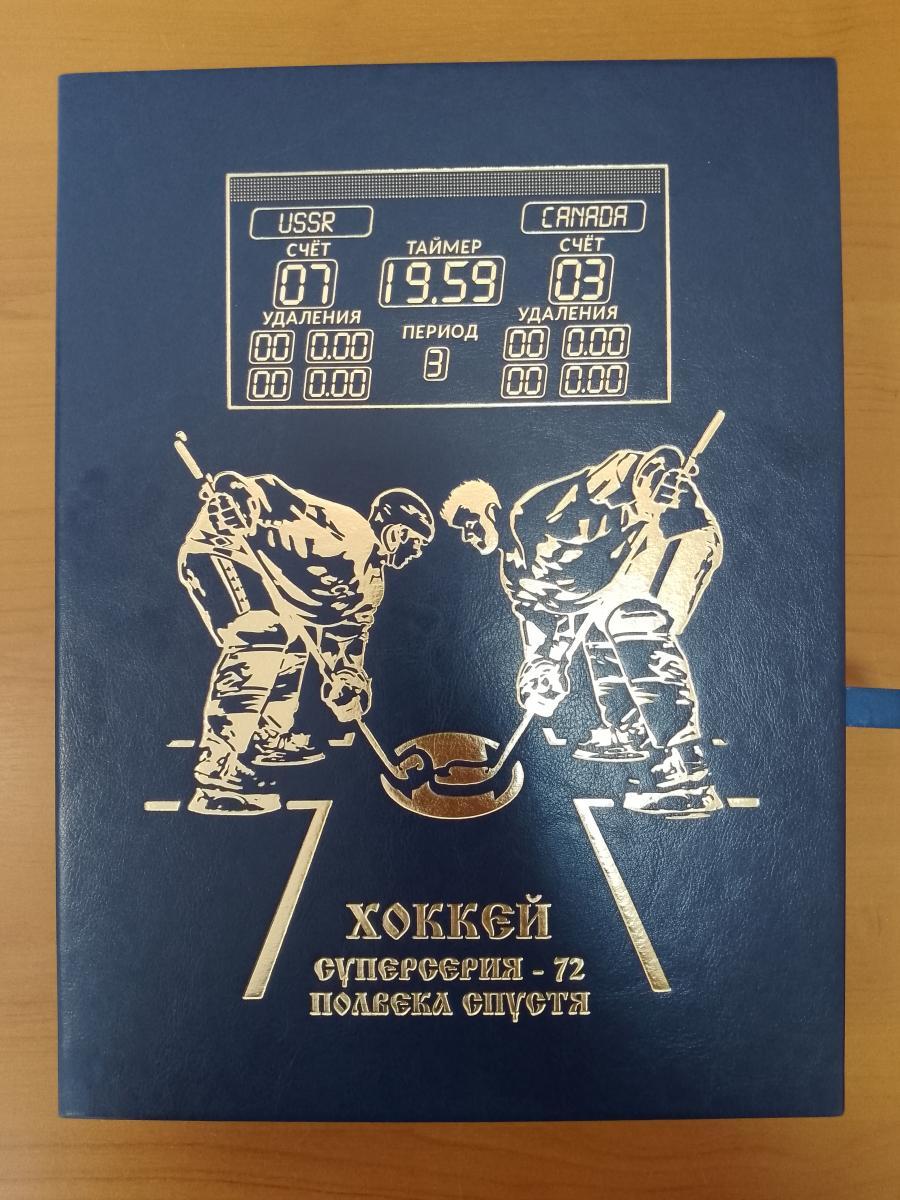 USSR CANADA
СЧЁТ ТАЙМЕР СЧЁТ
07 19.59 03
УДАЛЕНИЯ ПЕРИОД УДАЛЕНИЯ
00 0.00 3 00 0.00
00 0.00 00 0.00
ХОККЕЙ
СУПЕРСЕРИЯ - 72
ПОЛВЕКА СПУСТЯ